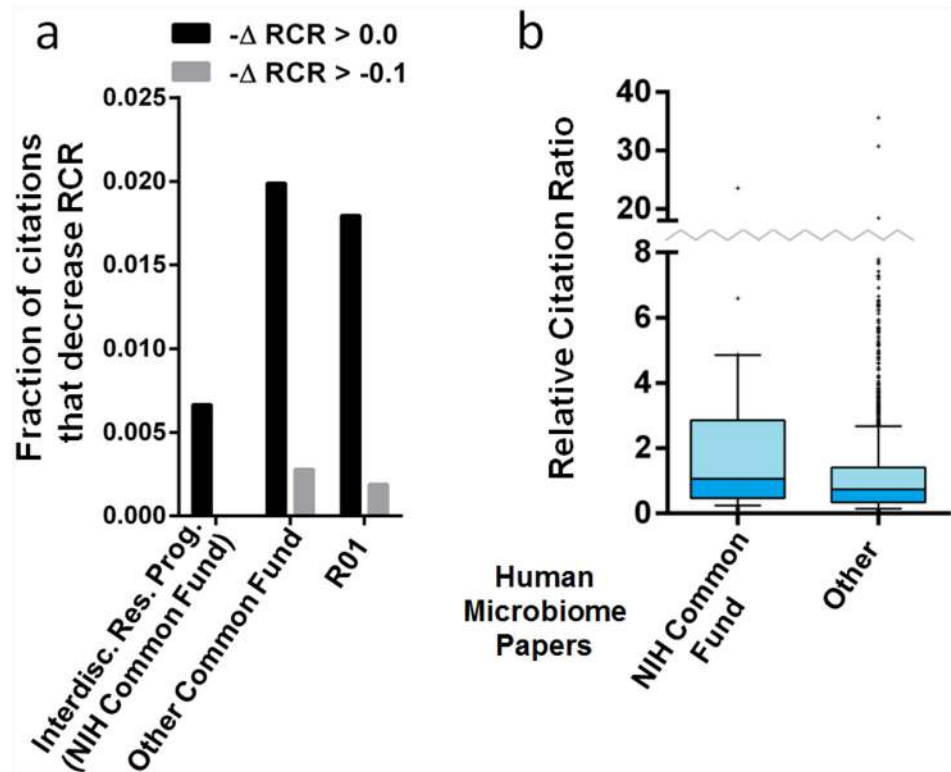 a
-Δ RCR > 0.0
-Δ RCR > -0.1
Fraction of citations
that decrease RCR
0.025
0.020
0.015
0.010
0.005
0.000
Interdisc. Res. Prog.
(NIH Common Fund)
Other Common Fund
R01
b
Relative Citation Ratio
40
30
20
8
6
4
2
0
Human
Microbiome
Papers
NIH Common
Fund
Other